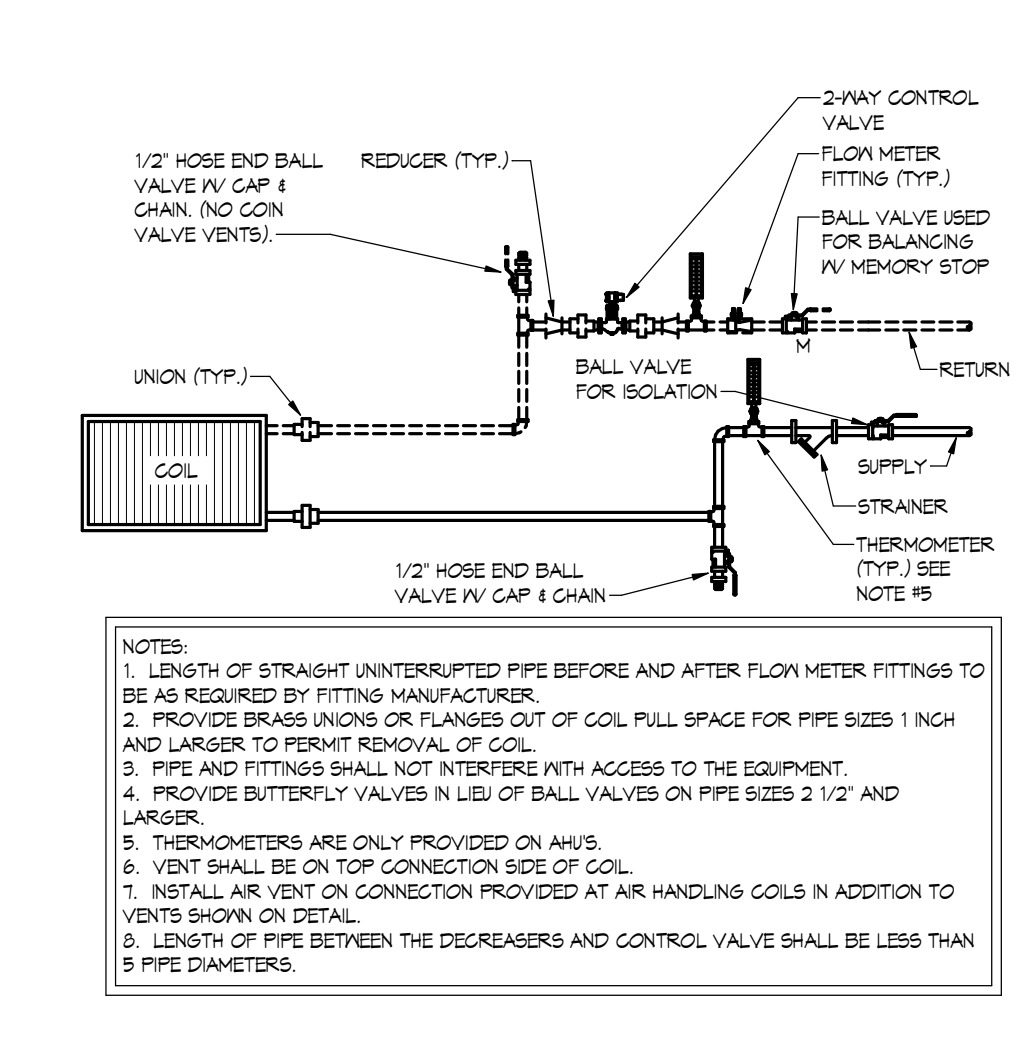 2-WAY CONTROL
VALVE
1/2" HOSE END BALL
VALVE W/ CAP &
CHAIN. (NO COIN
VALVE VENTS).
REDUCER (TYP.)
FLOW METER
FITTING (TYP.)
BALL VALVE USED
FOR BALANCING
W/ MEMORY STOP
M
UNION (TYP.)
BALL VALVE
FOR ISOLATION
RETURN
COIL
SUPPLY
STRAINER
THERMOMETER
(TYP.) SEE
NOTE #5
1/2" HOSE END BALL
VALVE W/ CAP & CHAIN
NOTES:
1. LENGTH OF STRAIGHT UNINTERRUPTED PIPE BEFORE AND AFTER FLOW METER FITTINGS TO
BE AS REQUIRED BY FITTING MANUFACTURER.
2. PROVIDE BRASS UNIONS OR FLANGES OUT OF COIL PULL SPACE FOR PIPE SIZES 1 INCH
AND LARGER TO PERMIT REMOVAL OF COIL.
3. PIPE AND FITTINGS SHALL NOT INTERFERE WITH ACCESS TO THE EQUIPMENT.
4. PROVIDE BUTTERFLY VALVES IN LIEU OF BALL VALVES ON PIPE SIZES 2 1/2" AND
LARGER.
5. THERMOMETERS ARE ONLY PROVIDED ON AHU'S.
6. VENT SHALL BE ON TOP CONNECTION SIDE OF COIL.
7. INSTALL AIR VENT ON CONNECTION PROVIDED AT AIR HANDLING COILS IN ADDITION TO
VENTS SHOWN ON DETAIL.
8. LENGTH OF PIPE BETWEEN THE DECREASERS AND CONTROL VALVE SHALL BE LESS THAN
5 PIPE DIAMETERS.